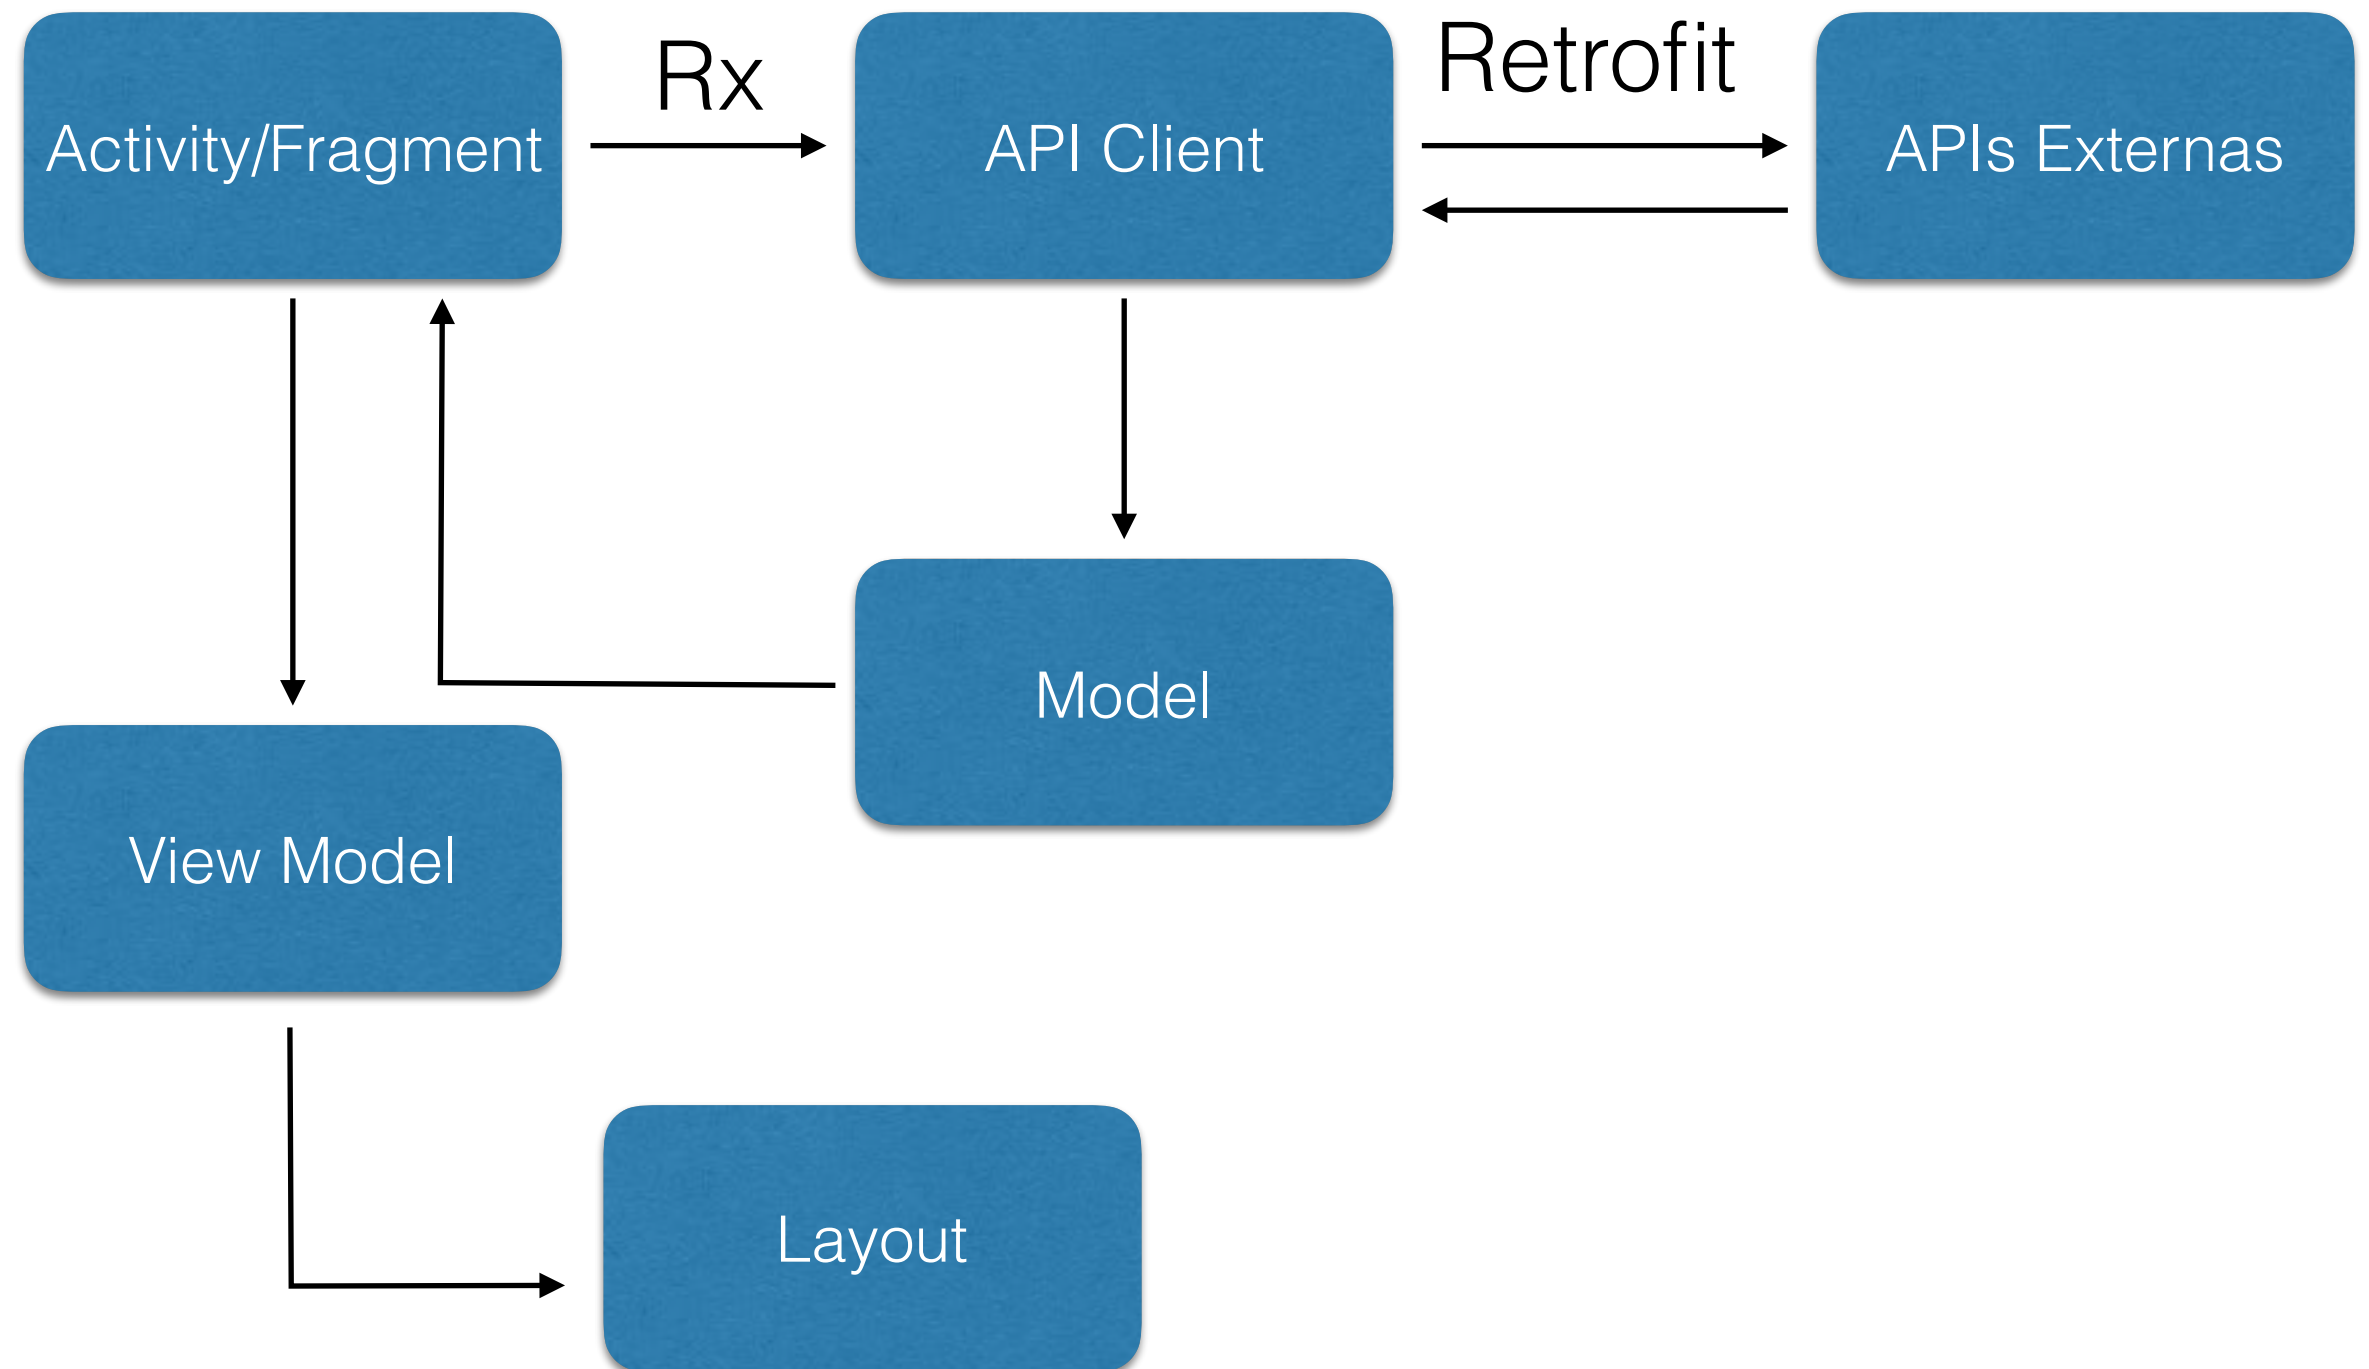 Activity/Fragment
Rx
API Client
Retrofit
APIs Externas
Model
View Model
Layout